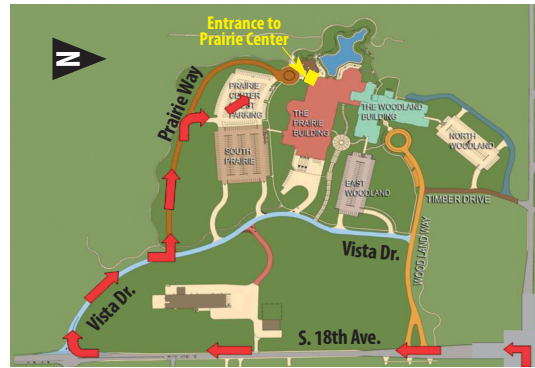 Entrance to
Prairie Center
N
Prairie Way
PRAIRIE
CENTER
PARKING
THE
PRAIRIE
BUILDING
THE WOODLAND
BUILDING
NORTH
WOODLAND
SOUTH
PRAIRIE
EAST
WOODLAND
TIMBER DRIVE
WOODLAND WAY
Vista Dr.
Vista Dr.
S. 18th Ave.